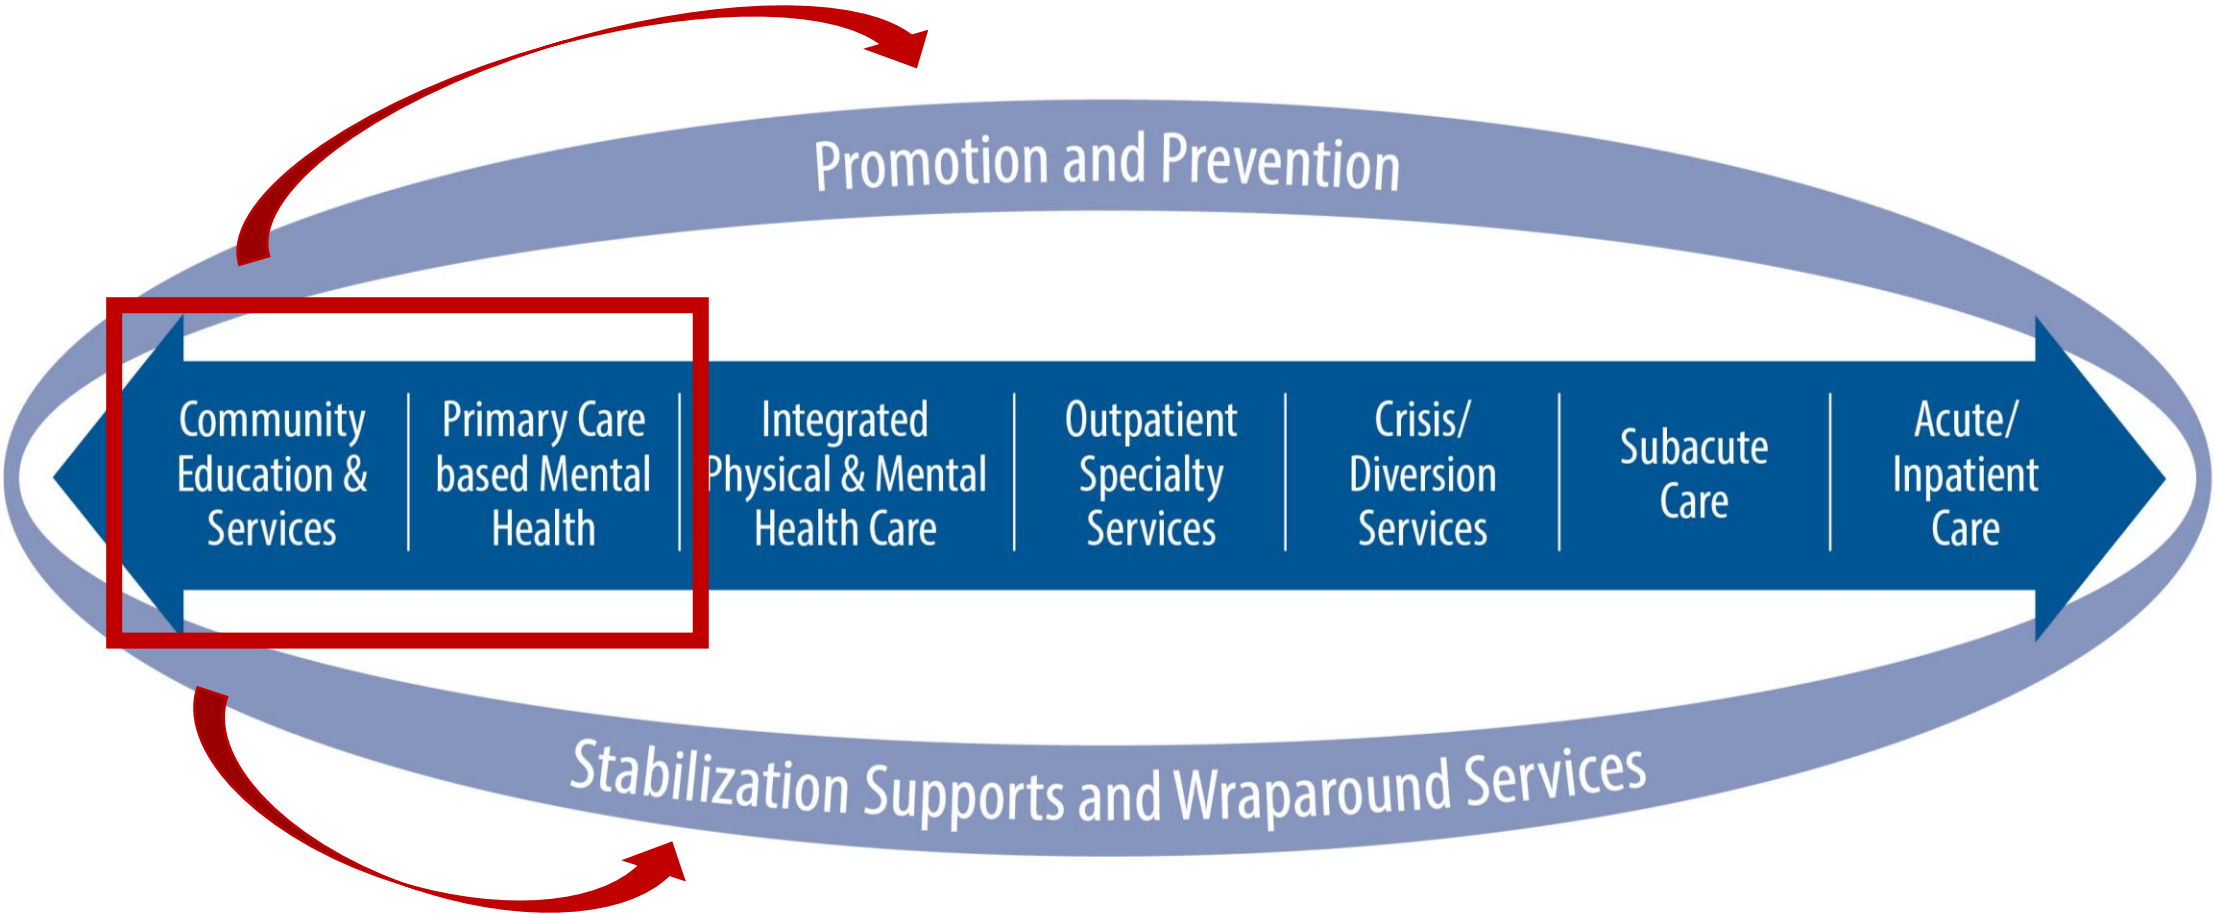 Promotion and Prevention
Community
Education &
Services
Primary Care
based Mental
Health
Integrated
Physical & Mental
Health Care
Outpatient
Specialty
Services
Crisis/
Diversion
Services
Subacute
Care
Acute/
Inpatient
Care
Stabilization Supports and Wraparound Services